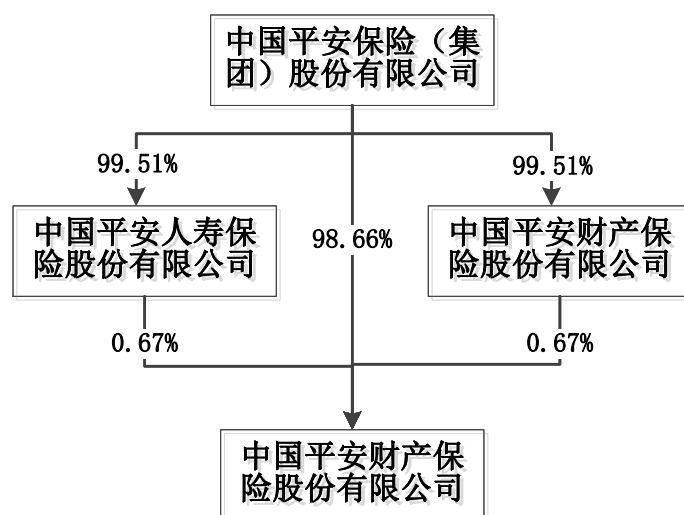 中国平安保险（集
团）股份有限公司
99.51%
99.51%
中国平安人寿保
险股份有限公司
98.66%
中国平安财产保
险股份有限公司
0.67%
0.67%
中国平安财产保
险股份有限公司